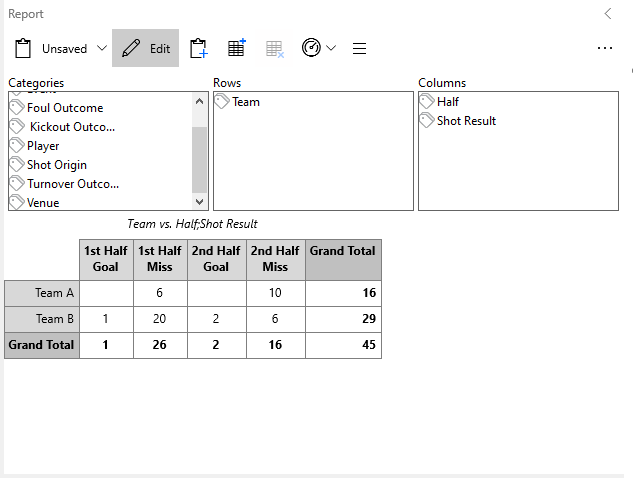 Report
Unsaved Edit
Categories Rows Columns
Foul Outcome
Kickout Outco...
Player
Shot Origin
Turnover Outco...
Venue
Team
Half
Shot Result
Team vs. Half;Shot Result
1st Half Goal 1st Half Miss 2nd Half Goal 2nd Half Miss Grand Total
Team A 6 10 16
Team B 1 20 2 6 29
Grand Total 1 26 2 16 45